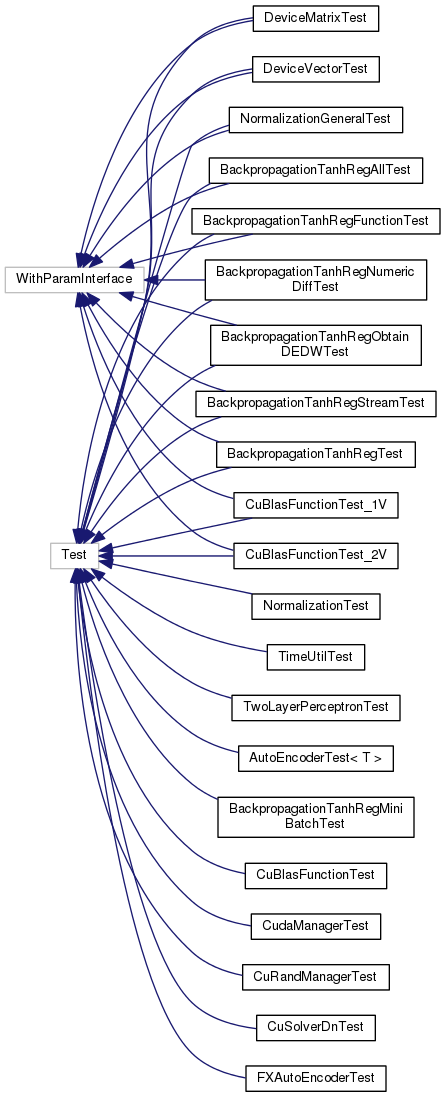 DeviceMatrixTest
DeviceVectorTest
NormalizationGeneralTest
BackpropagationTanhRegAllTest
BackpropagationTanhRegFunctionTest
WithParamInterface
BackpropagationTanhRegNumeric
DiffTest
BackpropagationTanhRegObtain
DEDWTest
BackpropagationTanhRegStreamTest
BackpropagationTanhRegTest
CuBlasFunctionTest_1V
Test
CuBlasFunctionTest_2V
NormalizationTest
TimeUtilTest
TwoLayerPerceptronTest
AutoEncoderTest< T >
BackpropagationTanhRegMini
BatchTest
CuBlasFunctionTest
CudaManagerTest
CuRandManagerTest
CuSolverDnTest
FXAutoEncoderTest